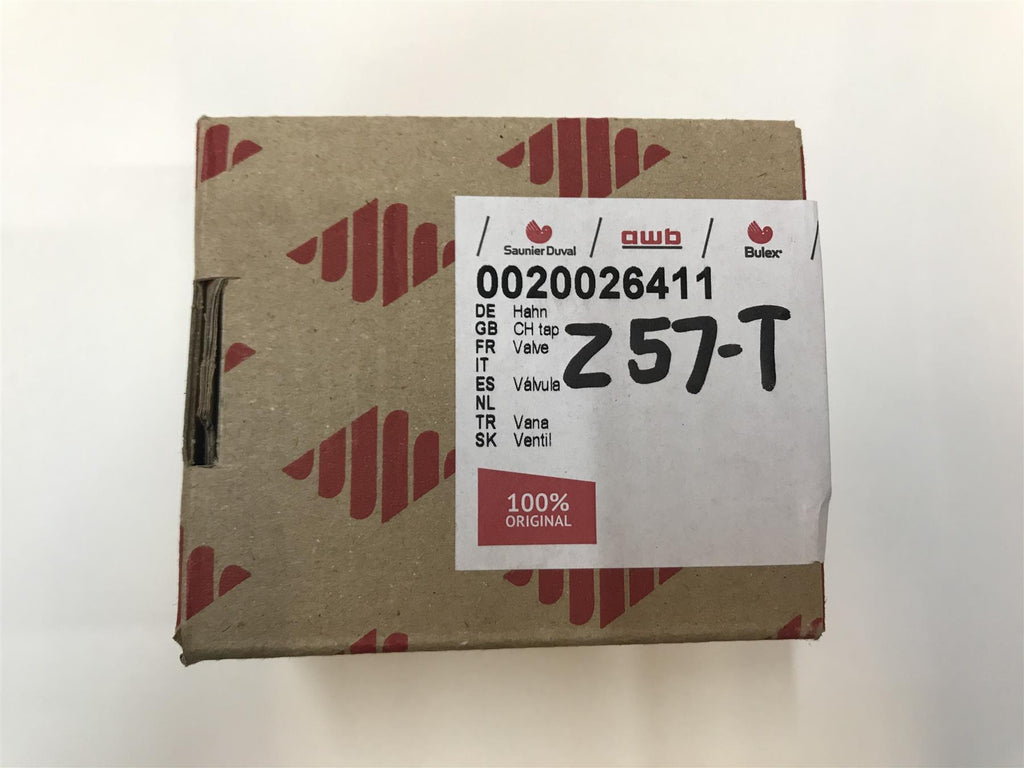 / Saunier Duval / awb / Bulex /
0020026411
DE Hahn
GB CH tap
FR Valve
IT
ES Válvula
NL
TR Vana
SK Ventil
Z57-T
100%
ORIGINAL